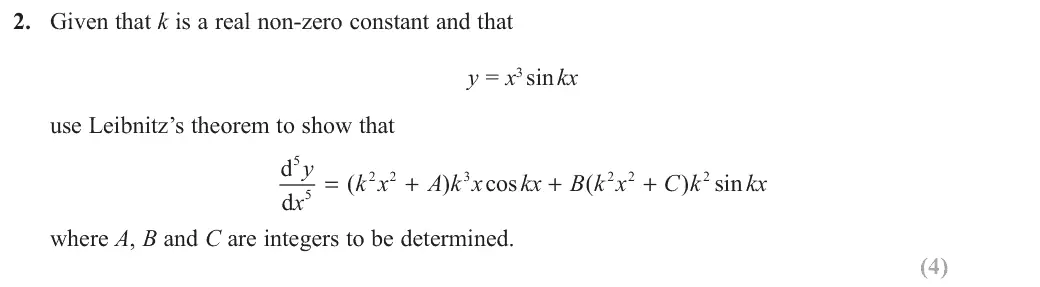 2. Given that k is a real non-zero constant and that
y = x³ sin kx
use Leibnitz’s theorem to show that
d⁵y/dx⁵ = (k²x² + A)k³x cos kx + B(k²x² + C)k² sin kx
where A, B and C are integers to be determined.
(4)